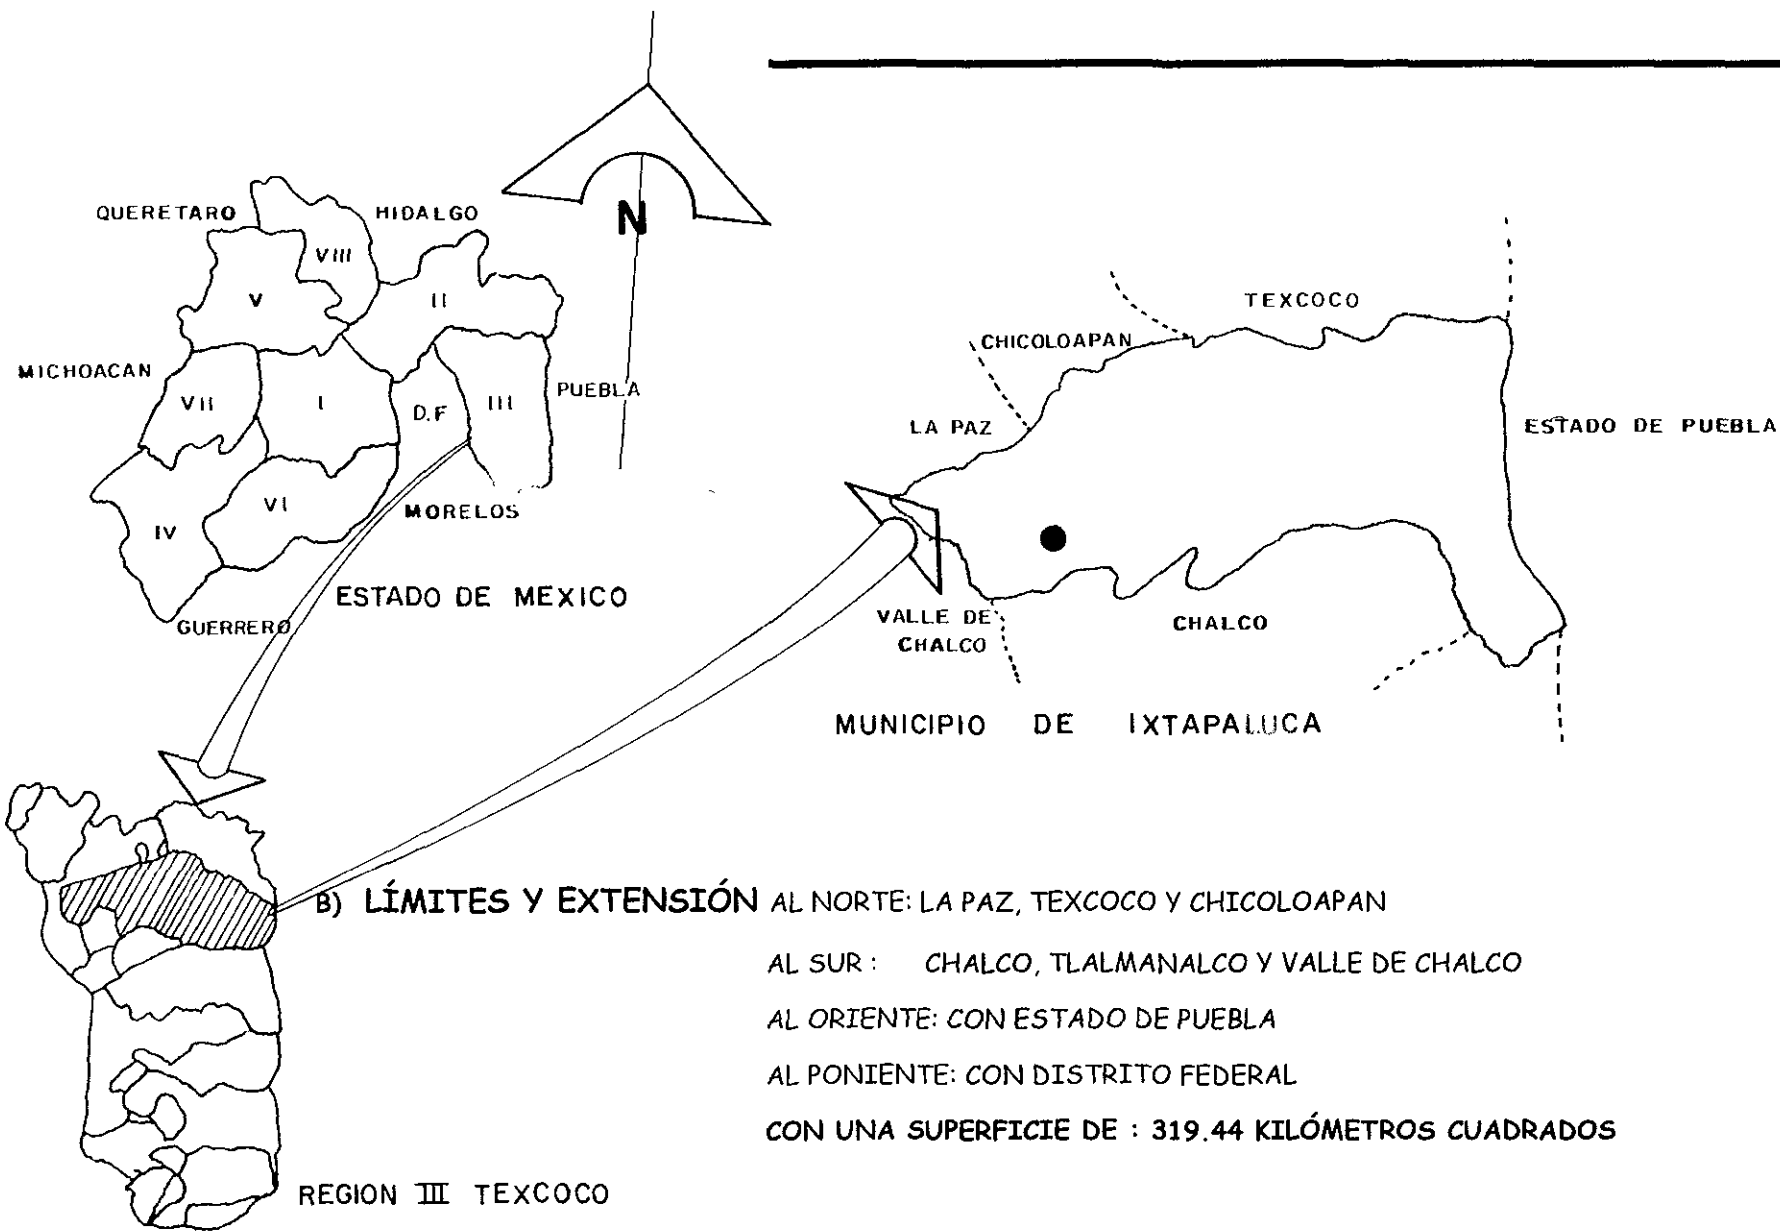 N
QUERETARO HIDALGO
VIII
V
II
MICHOACAN
VII
I
D.F
III
PUEBLA
IV
VI
MORELOS
GUERRERO
ESTADO DE MEXICO
TEXCOCO
CHICOLOAPAN
LA PAZ
ESTADO DE PUEBLA
VALLE DE
CHALCO
CHALCO
MUNICIPIO DE IXTAPALUCA
B) LÍMITES Y EXTENSIÓN AL NORTE: LA PAZ, TEXCOCO Y CHICOLOAPAN
AL SUR : CHALCO, TLALMANALCO Y VALLE DE CHALCO
AL ORIENTE: CON ESTADO DE PUEBLA
AL PONIENTE: CON DISTRITO FEDERAL
CON UNA SUPERFICIE DE : 319.44 KILÓMETROS CUADRADOS
REGION III TEXCOCO